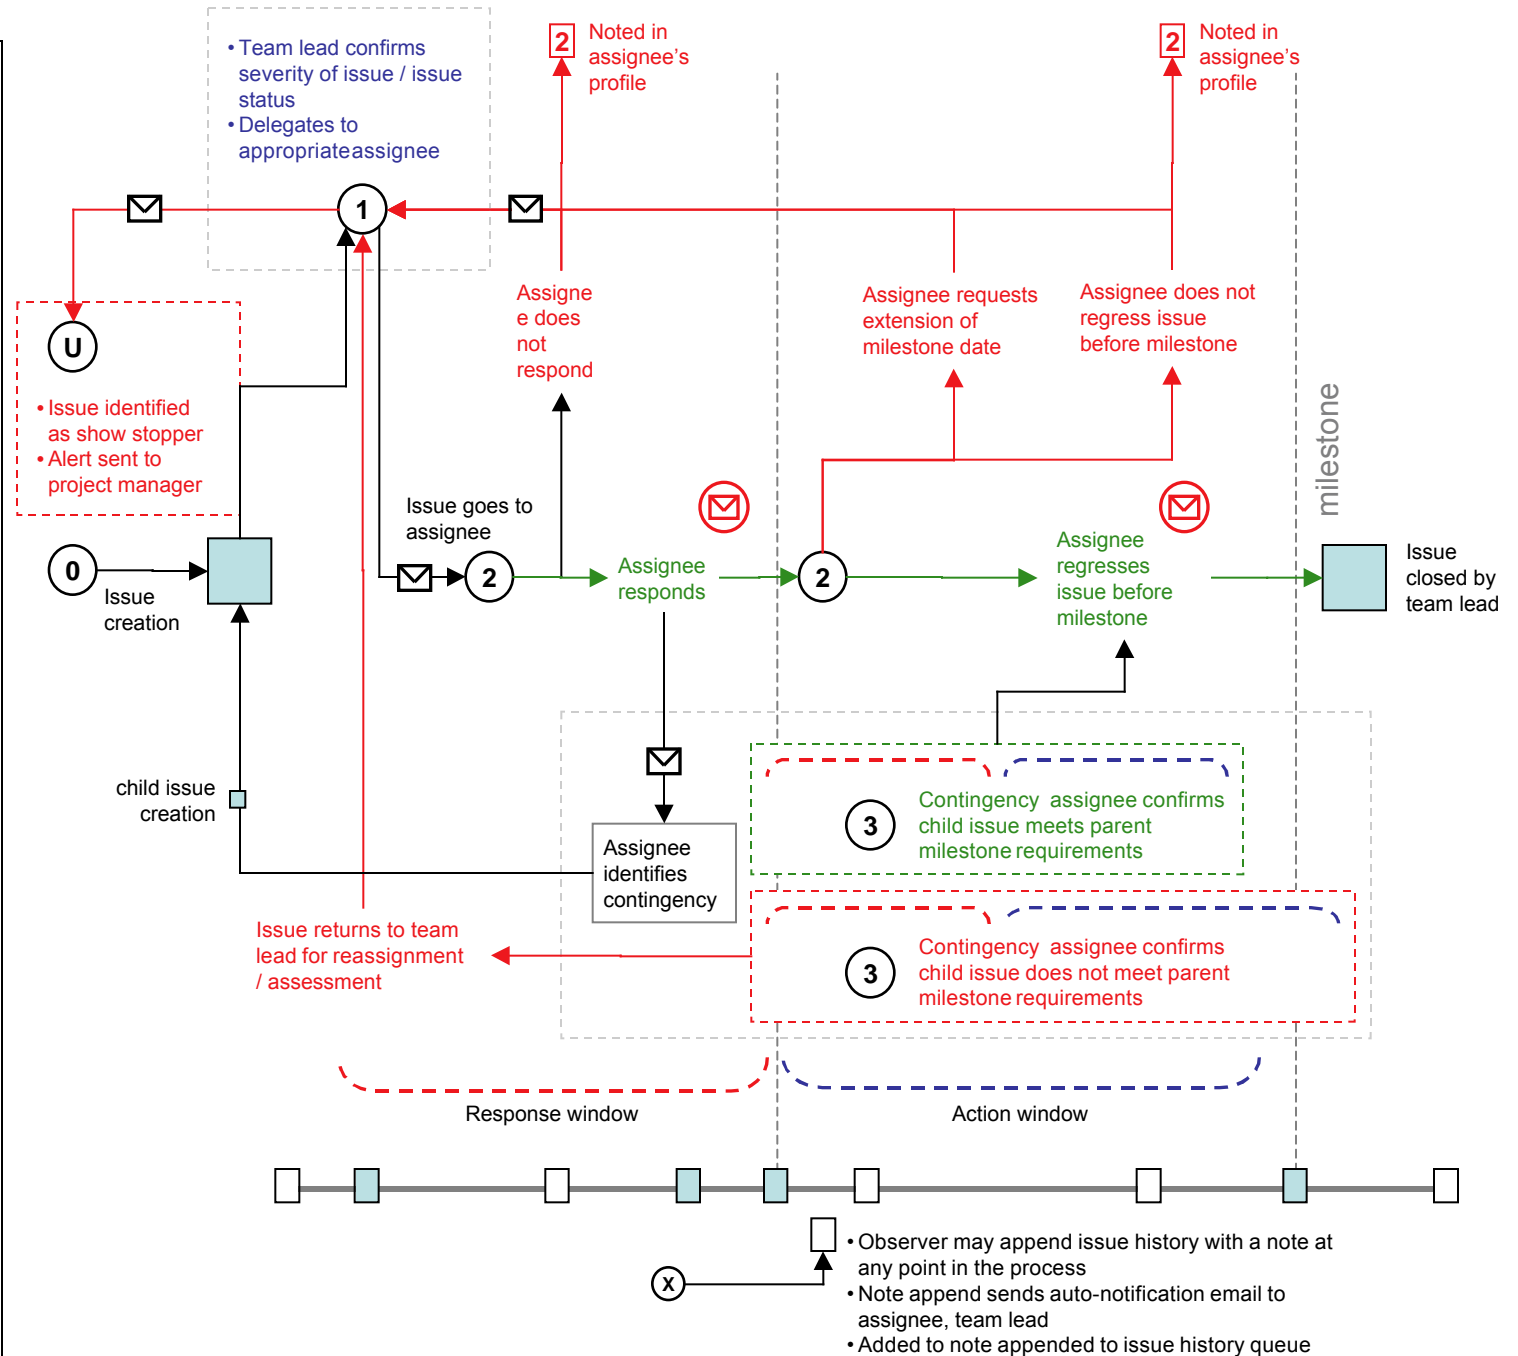 • Team lead confirms
severity of issue / issue
status
• Delegates to
appropriate assignee
2
Noted in
assignee's
profile
2
Noted in
assignee's
profile
1
U
• Issue identified
as show stopper
• Alert sent to
project manager
Assigne
e does
not
respond
Assignee requests
extension of
milestone date
Assignee does not
regress issue
before milestone
milestone
0
Issue
creation
Issue goes to
assignee
2
Assignee
responds
2
Assignee
regresses
issue before
milestone
Issue
closed by
team lead
child issue
creation
Assignee
identifies
contingency
3
Contingency assignee confirms
child issue meets parent
milestone requirements
Issue returns to team
lead for reassignment
/ assessment
3
Contingency assignee confirms
child issue does not meet parent
milestone requirements
Response window
Action window
X
• Observer may append issue history with a note at
any point in the process
• Note append sends auto-notification email to
assignee, team lead
• Added to note appended to issue history queue